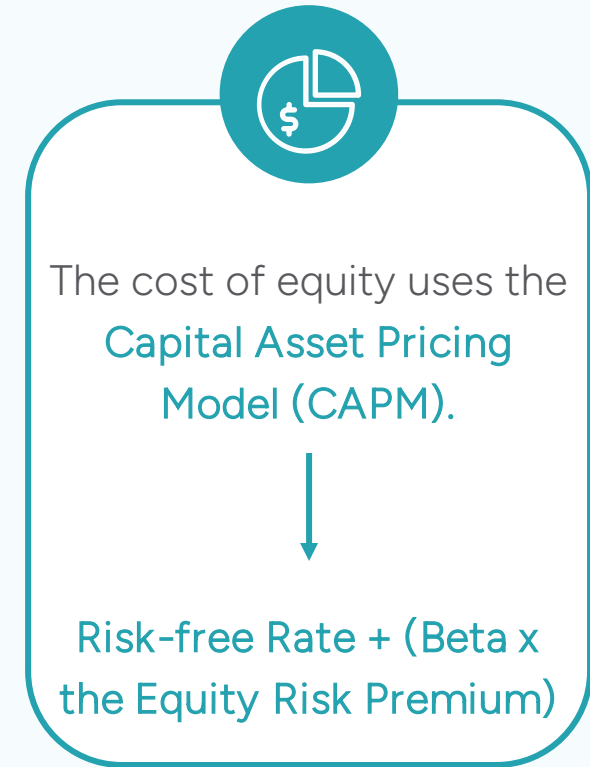 $
The cost of equity uses the
Capital Asset Pricing
Model (CAPM).
Risk-free Rate + (Beta x
the Equity Risk Premium)